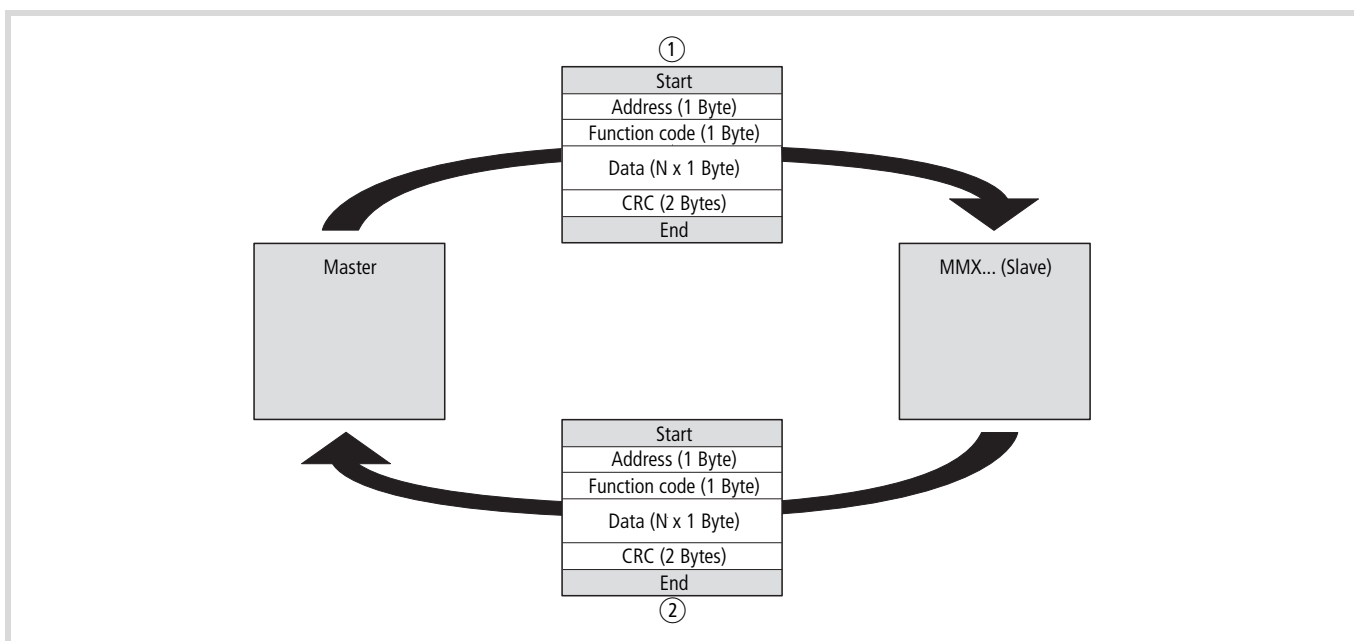 ①
Start
Address (1 Byte)
Function code (1 Byte)
Data (N x 1 Byte)
CRC (2 Bytes)
End
Master
MMX... (Slave)
Start
Address (1 Byte)
Function code (1 Byte)
Data (N x 1 Byte)
CRC (2 Bytes)
End
②